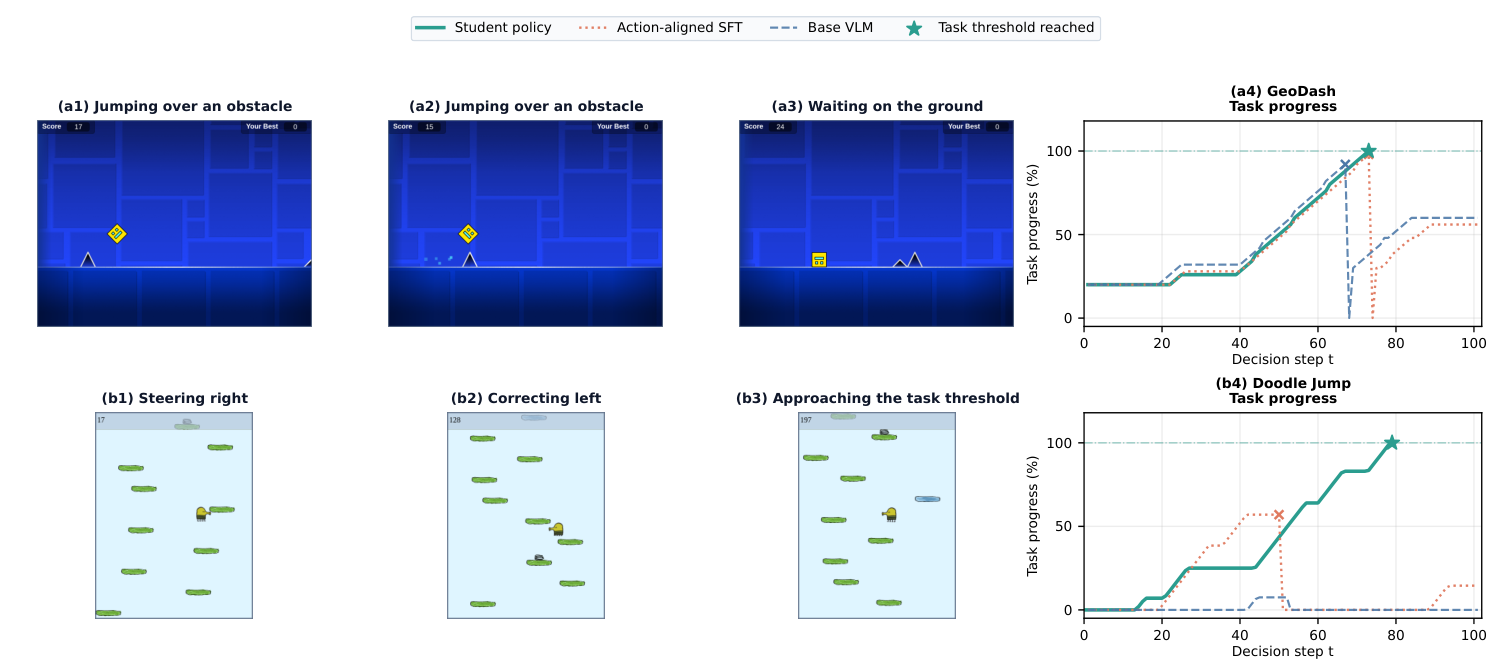 Student policy Action-aligned SFT Base VLM Task threshold reached
(a1) Jumping over an obstacle
Score 17 Your Best 0
(a2) Jumping over an obstacle
Score 15 Your Best 0
(a3) Waiting on the ground
Score 24 Your Best 0
(a4) GeoDash
Task progress
Task progress (%)
100
50
0
0 20 40 60 80 100
Decision step t
(b1) Steering right
17
(b2) Correcting left
128
(b3) Approaching the task threshold
197
(b4) Doodle Jump
Task progress
Task progress (%)
100
50
0
0 20 40 60 80 100
Decision step t